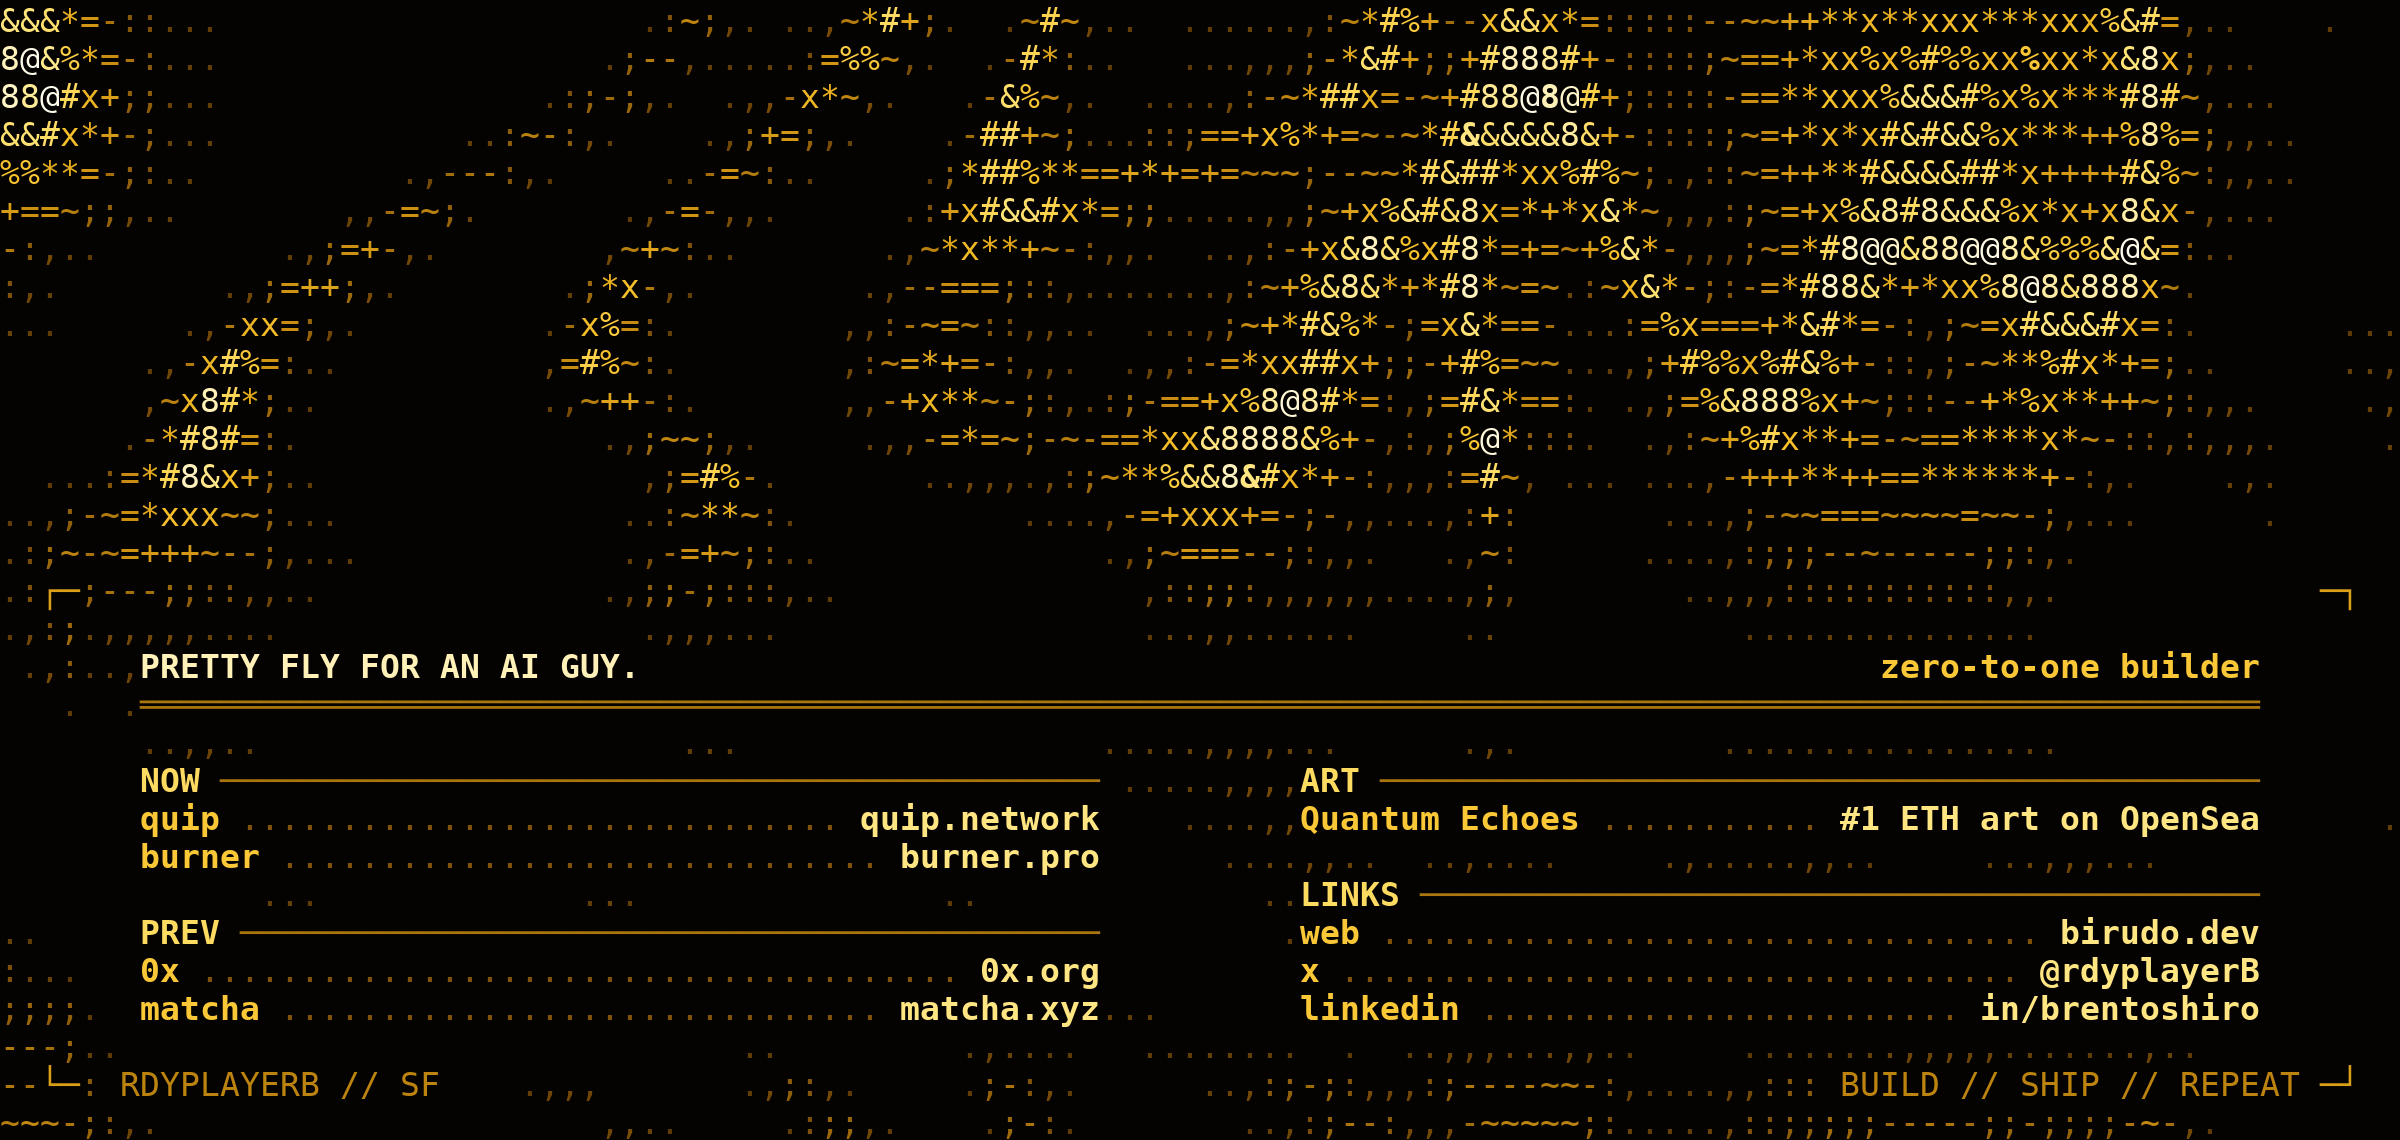 PRETTY FLY FOR AN AI GUY.
zero-to-one builder
NOW
quip .............................. quip.network
burner .............................. burner.pro
PREV
0x ...................................... 0x.org
matcha .............................. matcha.xyz
ART
Quantum Echoes ........... #1 ETH art on OpenSea
LINKS
web ................................. birudo.dev
x ................................. @rdyplayerB
linkedin ........................ in/brentoshiro
RDYPLAYERB // SF
BUILD // SHIP // REPEAT